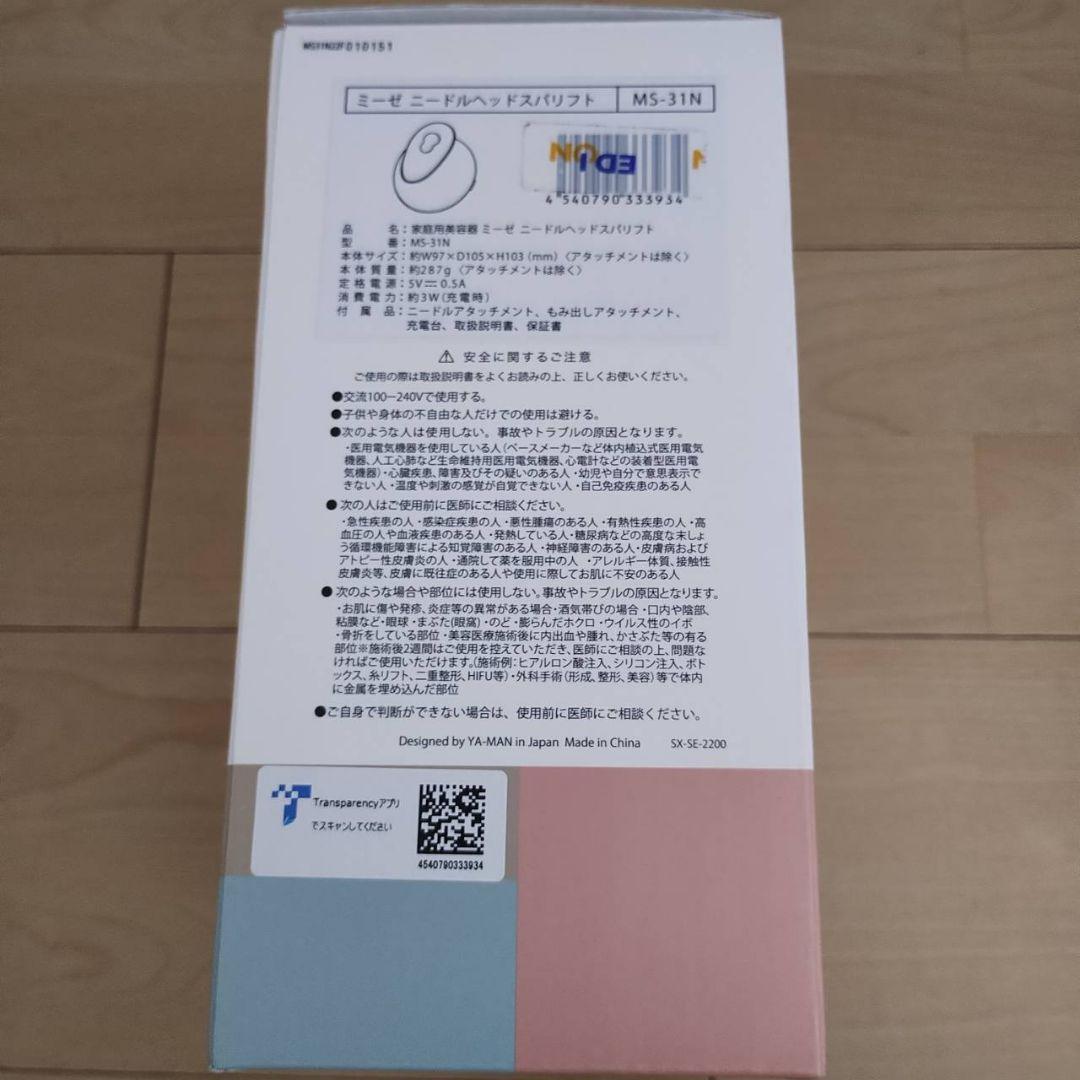 MS31N22F010151
ミーゼ ニードルヘッドスパリフト MS-31N
EDION
4 540790 333934
品名：家庭用美容器 ミーゼ ニードルヘッドスパリフト
型番：MS-31N
本体サイズ：約W97×D105×H103 (mm)〈アタッチメントは除く〉
本体質量：約287g〈アタッチメントは除く〉
定格電源：5V⎓0.5A
消費電力：約3W(充電時)
付属品：ニードルアタッチメント、もみ出しアタッチメント、
充電台、取扱説明書、保証書
⚠ 安全に関するご注意
ご使用の際は取扱説明書をよくお読みの上、正しくお使いください。
●交流100ー240Vで使用する。
●子供や身体の不自由な人だけでの使用は避ける。
●次のような人は使用しない。事故やトラブルの原因となります。
・医用電気機器を使用している人(ペースメーカーなど体内植込式医用電気
機器、人工心肺など生命維持用医用電気機器、心電計などの装着型医用電
気機器)・心臓疾患、障害及びその疑いのある人・幼児や自分で意思表示で
きない人・温度や刺激の感覚が自覚できない人・自己免疫疾患のある人
●次の人はご使用前に医師にご相談ください。
・急性疾患の人・感染症疾患の人・悪性腫瘍のある人・有熱性疾患の人・高
血圧の人や血液疾患のある人・発熱している人・糖尿病などの高度な末しょ
う循環機能障害による知覚障害のある人・神経障害のある人・皮膚病および
アトピー性皮膚炎の人・通院して薬を服用中の人 ・アレルギー体質、接触性
皮膚炎等、皮膚に既往症のある人や使用に際してお肌に不安のある人
●次のような場合や部位には使用しない。事故やトラブルの原因となります。
・お肌に傷や発疹、炎症等の異常がある場合・酒気帯びの場合・口内や陰部、
粘膜など・眼球・まぶた(眼窩)・のど・膨らんだホクロ・ウイルス性のイボ
・骨折をしている部位・美容医療施術後に内出血や腫れ、かさぶた等の有る
部位※施術後2週間はご使用を控えていただき、医師にご相談の上、問題な
ければご使用いただけます。(施術例：ヒアルロン酸注入、シリコン注入、ボト
ックス、糸リフト、二重整形、HIFU等)・外科手術(形成、整形、美容)等で体内
に金属を埋め込んだ部位
●ご自身で判断ができない場合は、使用前に医師にご相談ください。
Designed by YA-MAN in Japan Made in China SX-SE-2200
Transparencyアプリ
でスキャンしてください
4540790333934